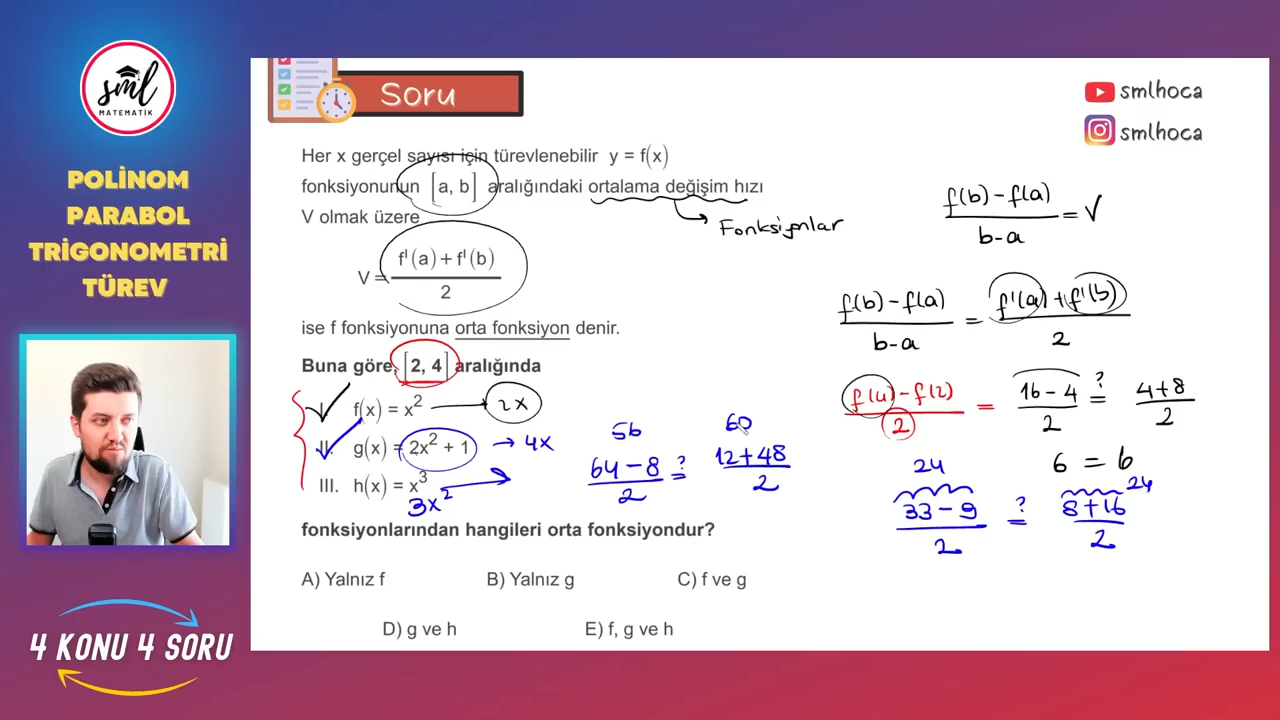 sml
MATEMATİK
POLİNOM
PARABOL
TRİGONOMETRİ
TÜREV
4 KONU 4 SORU
Soru
smlhoca
smlhoca
Her x gerçel sayısı için türevlenebilir y = f(x)
fonksiyonunun [a, b] aralığındaki ortalama değişim hızı
V olmak üzere
Fonksiyonlar
V = (f'(a) + f'(b)) / 2
ise f fonksiyonuna orta fonksiyon denir.
Buna göre, [2, 4] aralığında
I. f(x) = x² → 2x
II. g(x) = 2x² + 1 → 4x
III. h(x) = x³
3x² →
fonksiyonlarından hangileri orta fonksiyondur?
A) Yalnız f B) Yalnız g C) f ve g
D) g ve h E) f, g ve h
(f(b) - f(a)) / (b-a) = V
(f(b) - f(a)) / (b-a) = (f'(a) + f'(b)) / 2
(f(4) - f(2)) / 2 = (16-4) / 2 ?= (4+8) / 2
6 = 6
56 60
(64-8) / 2 ?= (12+48) / 2
24 24
(33-9) / 2 ?= (8+16) / 2